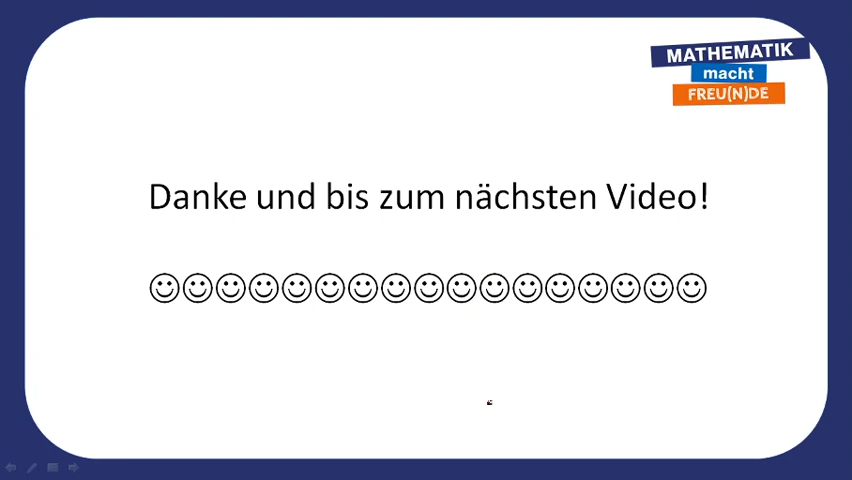 MATHEMATIK
macht
FREU(N)DE
Danke und bis zum nächsten Video!
☺☺☺☺☺☺☺☺☺☺☺☺☺☺☺☺☺